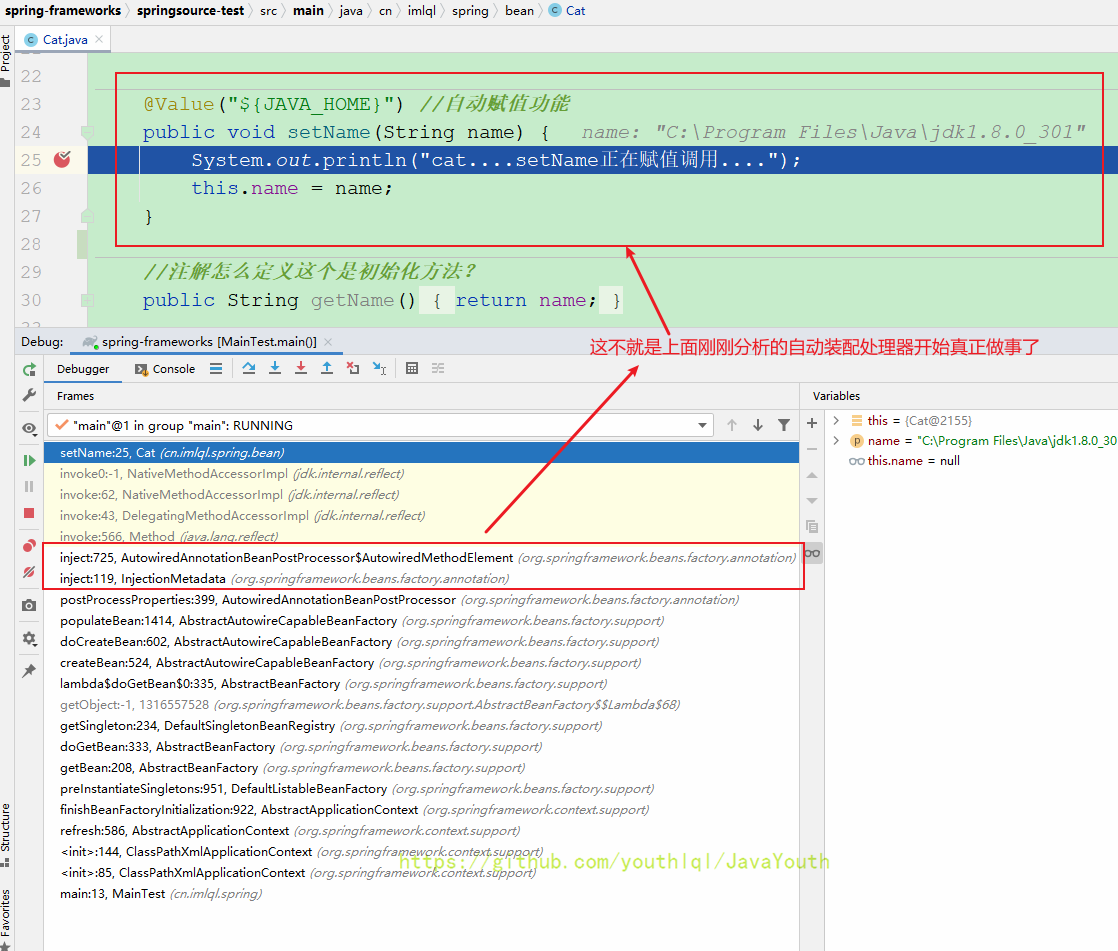 spring-frameworks › springsource-test › src › main › java › cn › imlql › spring › bean › Cat
Project
Cat.java ×
22
23 @Value("${JAVA_HOME}") //自动赋值功能
24 public void setName(String name) { name: "C:\Program Files\Java\jdk1.8.0_301"
25 System.out.println("cat....setName正在赋值调用....");
26 this.name = name;
27 }
28
29 //注解怎么定义这个是初始化方法?
30 public String getName() { return name; }
Debug: spring-frameworks [MainTest.main()] ×
这不就是上面刚刚分析的自动装配处理器开始真正做事了
Debugger Console
Frames
Variables
"main"@1 in group "main": RUNNING
setName:25, Cat (cn.imlql.spring.bean)
invoke0:-1, NativeMethodAccessorImpl (jdk.internal.reflect)
invoke:62, NativeMethodAccessorImpl (jdk.internal.reflect)
invoke:43, DelegatingMethodAccessorImpl (jdk.internal.reflect)
invoke:566, Method (java.lang.reflect)
inject:725, AutowiredAnnotationBeanPostProcessor$AutowiredMethodElement (org.springframework.beans.factory.annotation)
inject:119, InjectionMetadata (org.springframework.beans.factory.annotation)
postProcessProperties:399, AutowiredAnnotationBeanPostProcessor (org.springframework.beans.factory.annotation)
populateBean:1414, AbstractAutowireCapableBeanFactory (org.springframework.beans.factory.support)
doCreateBean:602, AbstractAutowireCapableBeanFactory (org.springframework.beans.factory.support)
createBean:524, AbstractAutowireCapableBeanFactory (org.springframework.beans.factory.support)
lambda$doGetBean$0:335, AbstractBeanFactory (org.springframework.beans.factory.support)
getObject:-1, 1316557528 (org.springframework.beans.factory.support.AbstractBeanFactory$$Lambda$68)
getSingleton:234, DefaultSingletonBeanRegistry (org.springframework.beans.factory.support)
doGetBean:333, AbstractBeanFactory (org.springframework.beans.factory.support)
getBean:208, AbstractBeanFactory (org.springframework.beans.factory.support)
preInstantiateSingletons:951, DefaultListableBeanFactory (org.springframework.beans.factory.support)
finishBeanFactoryInitialization:922, AbstractApplicationContext (org.springframework.context.support)
refresh:586, AbstractApplicationContext (org.springframework.context.support)
<init>:144, ClassPathXmlApplicationContext (org.springframework.context.support)
<init>:85, ClassPathXmlApplicationContext (org.springframework.context.support)
main:13, MainTest (cn.imlql.spring)
this = {Cat@2155}
name = "C:\Program Files\Java\jdk1.8.0_30
this.name = null
https://github.com/youthlql/JavaYouth
Structure
Favorites